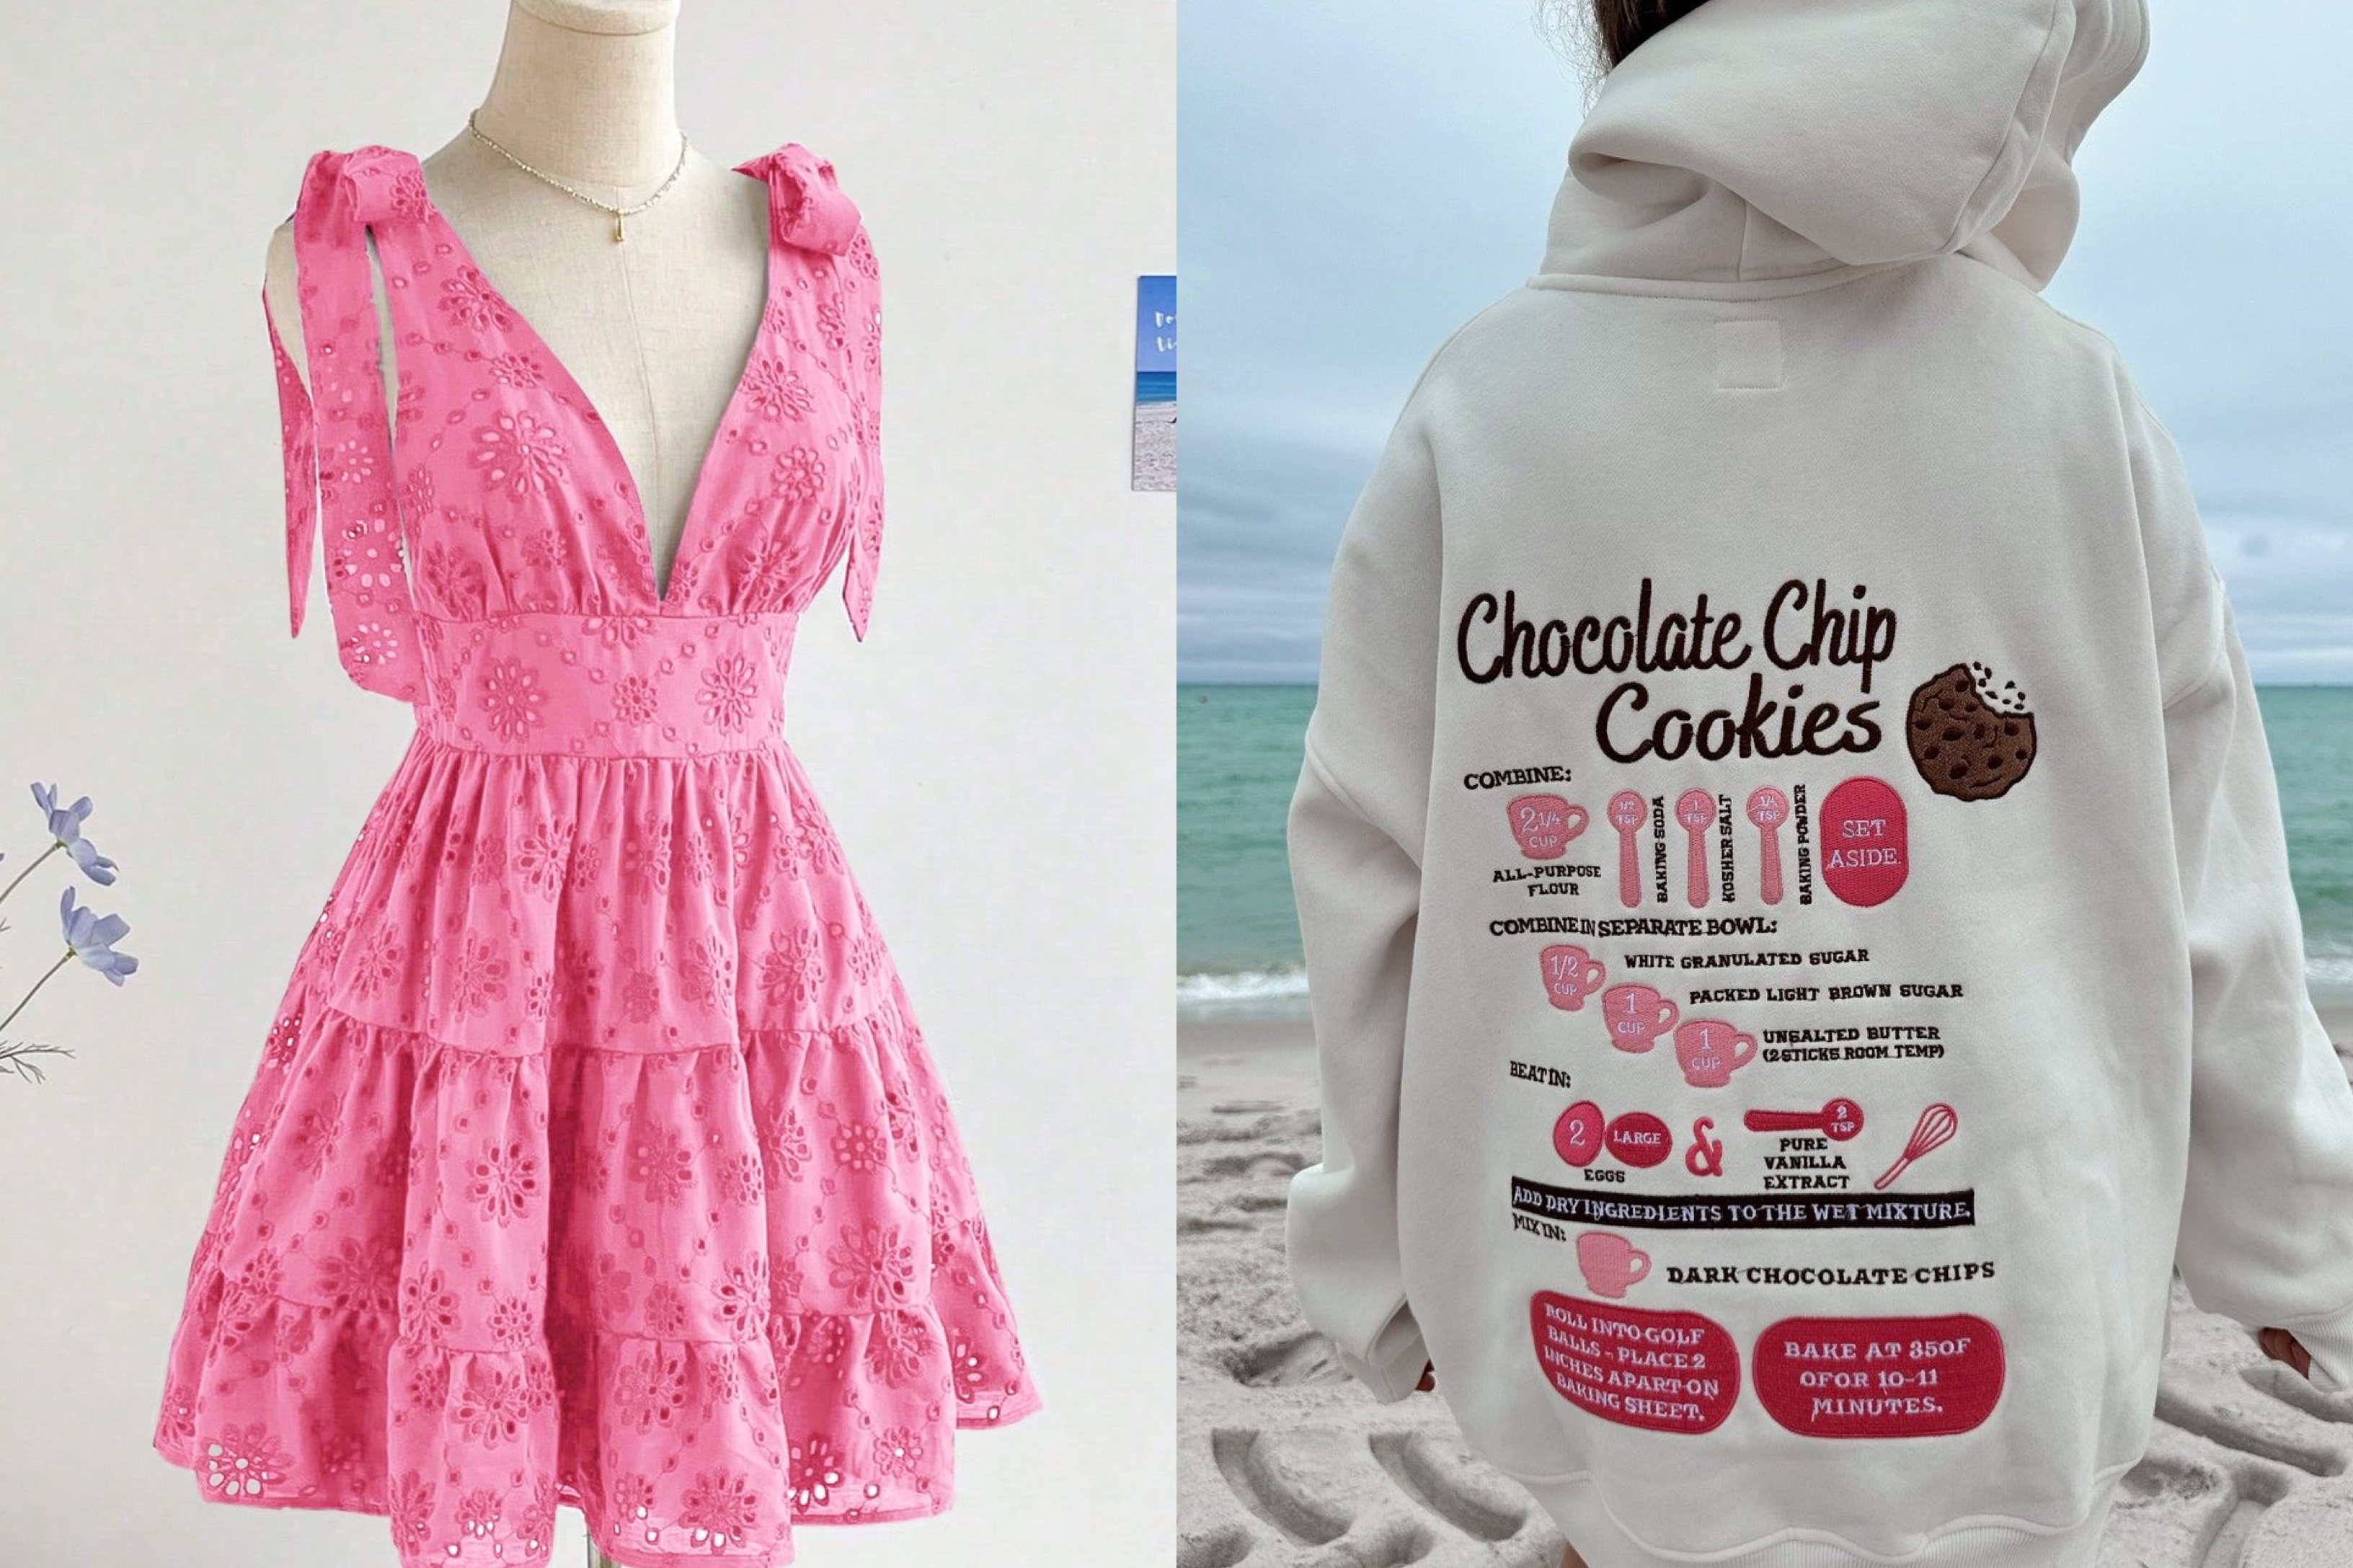 Chocolate Chip
Cookies
COMBINE:
2 1/4
CUP
ALL-PURPOSE
FLOUR
1/2
TSP
BAKING SODA
1
TSP
KOSHER SALT
1/4
TSP
BAKING POWDER
SET
ASIDE.
COMBINE IN SEPARATE BOWL:
1/2
CUP
WHITE GRANULATED SUGAR
1
CUP
PACKED LIGHT BROWN SUGAR
1
CUP
UNSALTED BUTTER
(2 STICKS ROOM TEMP)
BEAT IN:
2
LARGE
EGGS
&
2
TSP
PURE
VANILLA
EXTRACT
ADD DRY INGREDIENTS TO THE WET MIXTURE.
MIX IN:
DARK CHOCOLATE CHIPS
ROLL INTO GOLF
BALLS - PLACE 2
INCHES APART ON
BAKING SHEET.
BAKE AT 350F
OFOR 10-11
MINUTES.